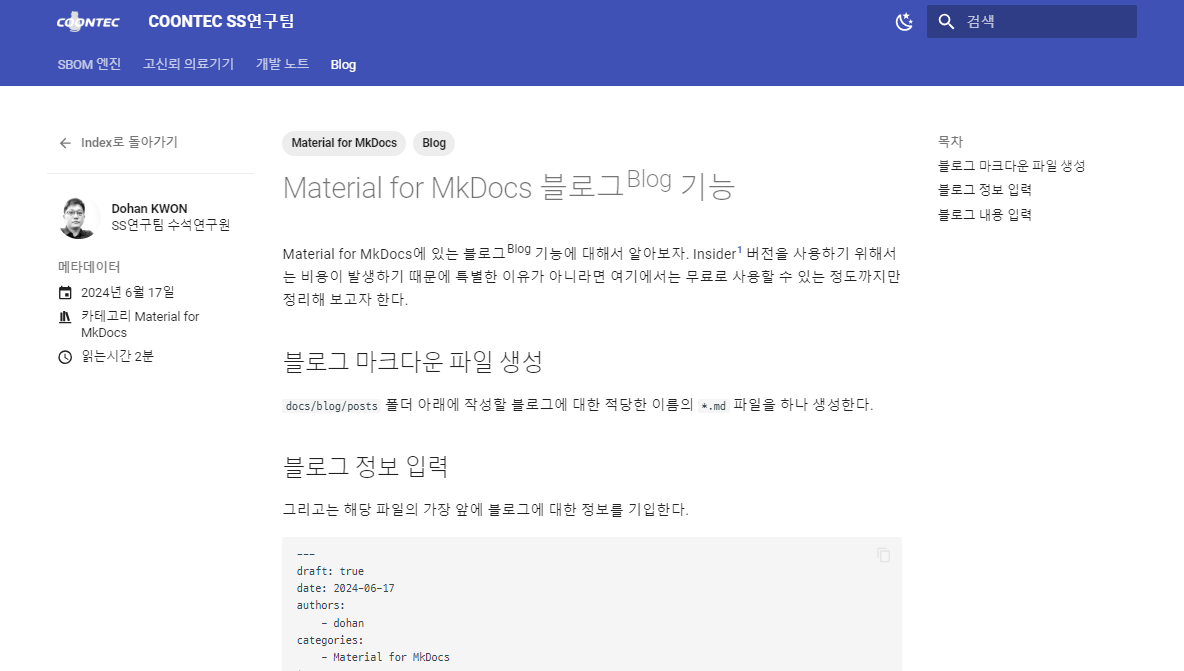 COONTEC
COONTEC SS연구팀
검색
SBOM 엔진
고신뢰 의료기기
개발 노트
Blog
Index로 돌아가기
Dohan KWON
SS연구팀 수석연구원
메타데이터
2024년 6월 17일
카테고리 Material for
MkDocs
읽는시간 2분
Material for MkDocs
Blog
Material for MkDocs 블로그Blog 기능
Material for MkDocs에 있는 블로그Blog 기능에 대해서 알아보자. Insider1 버전을 사용하기 위해서
는 비용이 발생하기 때문에 특별한 이유가 아니라면 여기에서는 무료로 사용할 수 있는 정도까지만
정리해 보고자 한다.
블로그 마크다운 파일 생성
docs/blog/posts 폴더 아래에 작성할 블로그에 대한 적당한 이름의 *.md 파일을 하나 생성한다.
블로그 정보 입력
그리고는 해당 파일의 가장 앞에 블로그에 대한 정보를 기입한다.
---
draft: true
date: 2024-06-17
authors:
    - dohan
categories:
    - Material for MkDocs
목차
블로그 마크다운 파일 생성
블로그 정보 입력
블로그 내용 입력